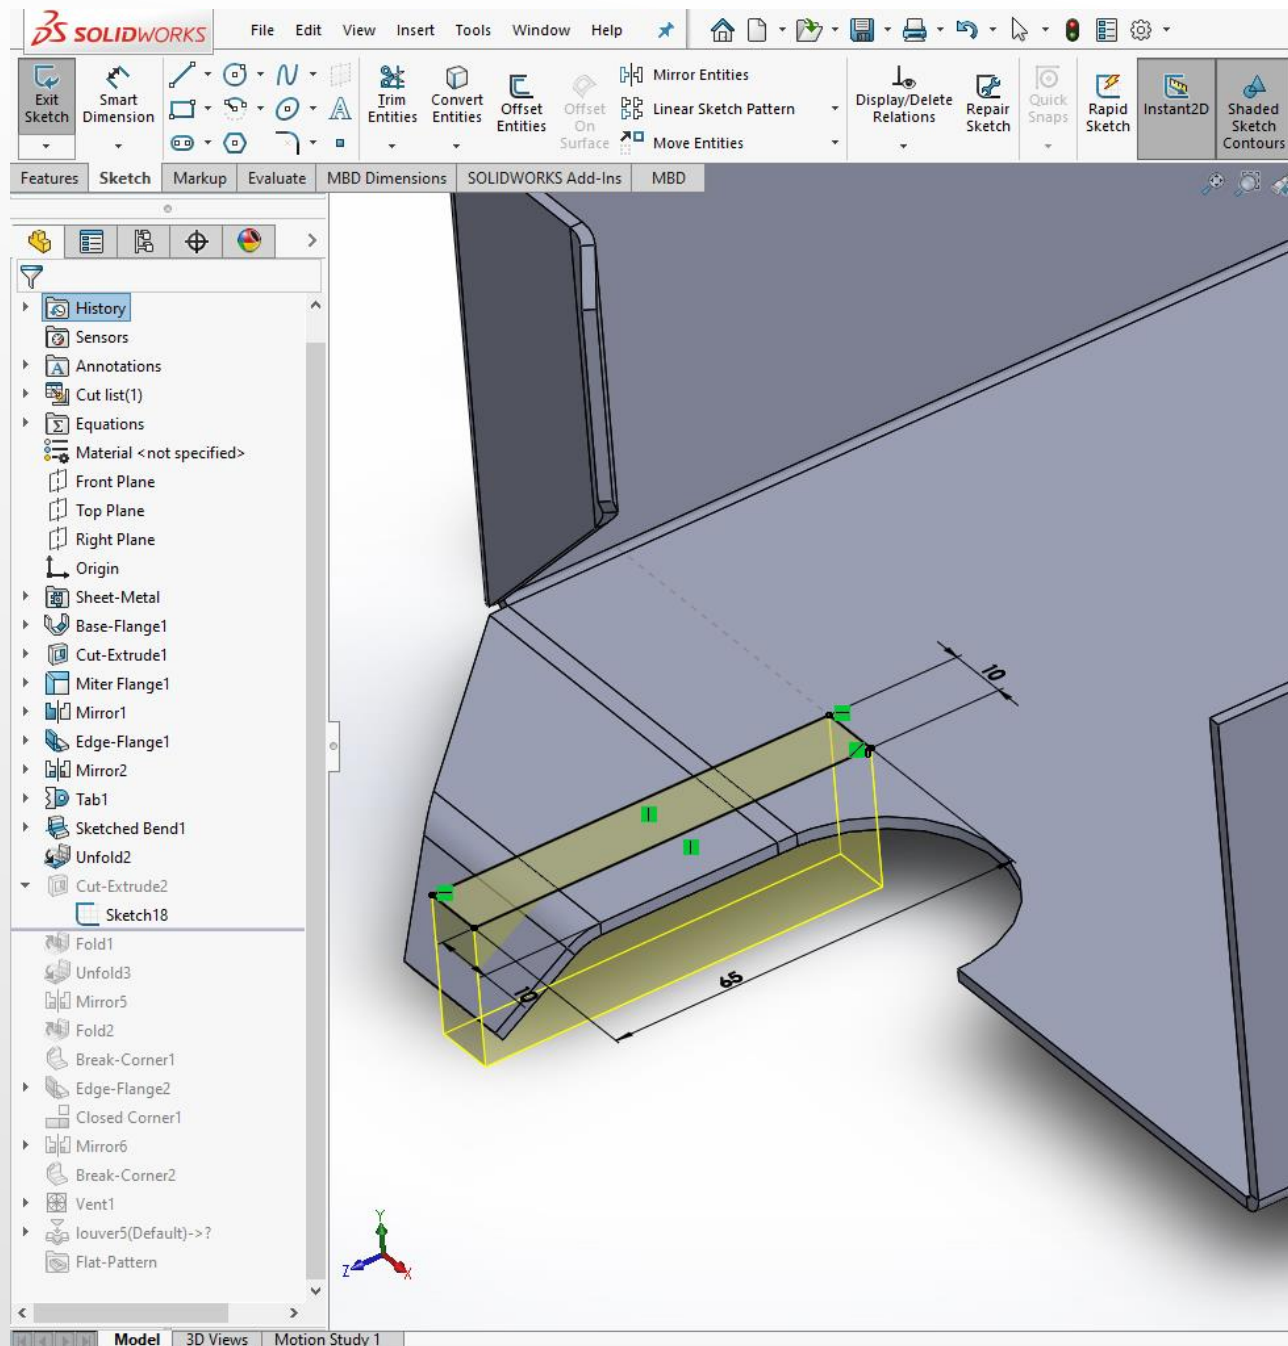 SOLIDWORKS File Edit View Insert Tools Window Help
Exit Sketch
Smart Dimension
Trim Entities
Convert Entities
Offset Entities
Offset On Surface
Mirror Entities
Linear Sketch Pattern
Move Entities
Display/Delete Relations
Repair Sketch
Quick Snaps
Rapid Sketch
Instant2D
Shaded Sketch Contours
Features Sketch Markup Evaluate MBD Dimensions SOLIDWORKS Add-Ins MBD
History
Sensors
Annotations
Cut list(1)
Equations
Material <not specified>
Front Plane
Top Plane
Right Plane
Origin
Sheet-Metal
Base-Flange1
Cut-Extrude1
Miter Flange1
Mirror1
Edge-Flange1
Mirror2
Tab1
Sketched Bend1
Unfold2
Cut-Extrude2
Sketch18
Fold1
Unfold3
Mirror5
Fold2
Break-Corner1
Edge-Flange2
Closed Corner1
Mirror6
Break-Corner2
Vent1
louver5(Default)->?
Flat-Pattern
10
10
65
Y
Z
X
Model 3D Views Motion Study 1